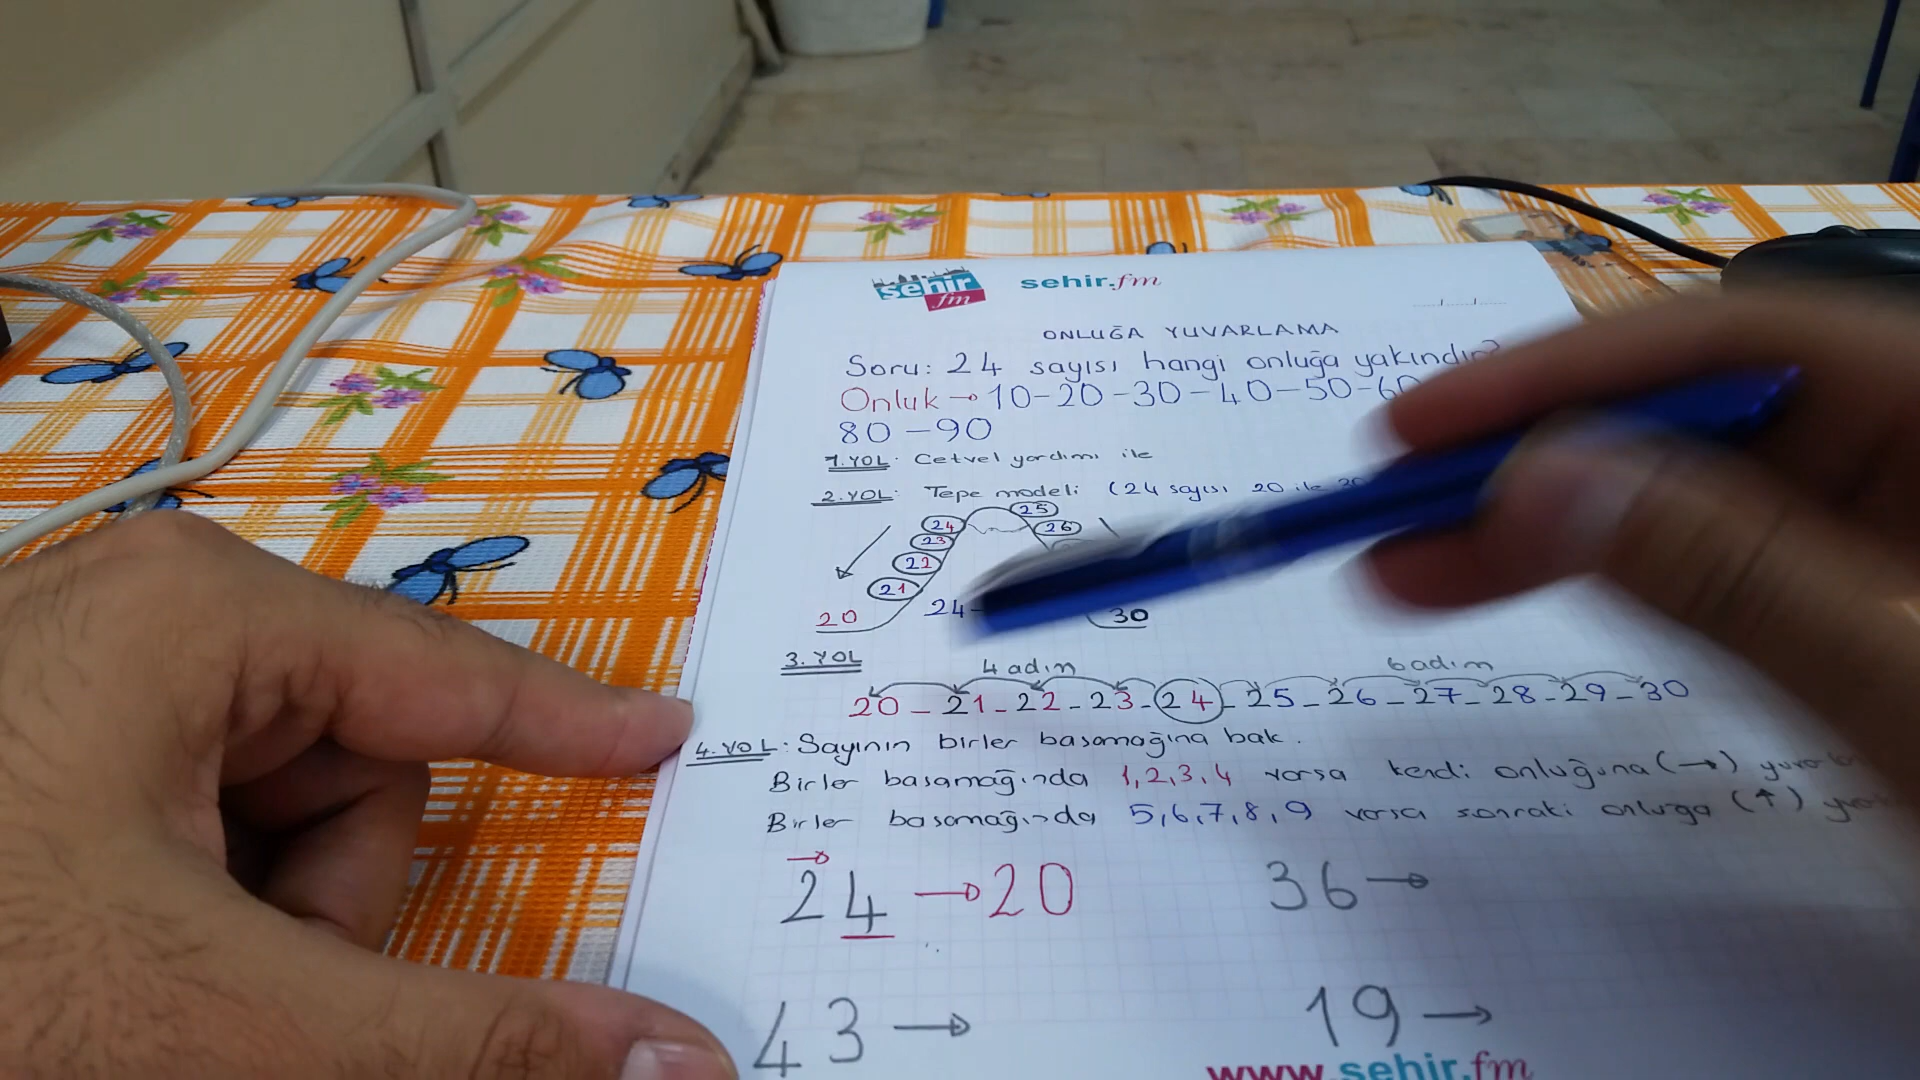 sehir fm sehir.fm
ONLUĞA YUVARLAMA
Soru: 24 sayısı hangi onluğa yakındır?
Onluk → 10-20-30-40-50-60
80-90
1.YOL: Cetvel yardımı ile
2.YOL: Tepe modeli (24 sayısı 20 ile 30
24 25
23 26
22
21
20 24- 30
3.YOL 4 adım 6 adım
20-21-22-23-24-25-26-27-28-29-30
4.YOL: Sayının birler basamağına bak.
Birler basamağında 1,2,3,4 varsa kendi onluğuna (→)
Birler basamağında 5,6,7,8,9 varsa sonraki onluğa (↑)
24 → 20 36 →
43 → 19 →
www.sehir.fm